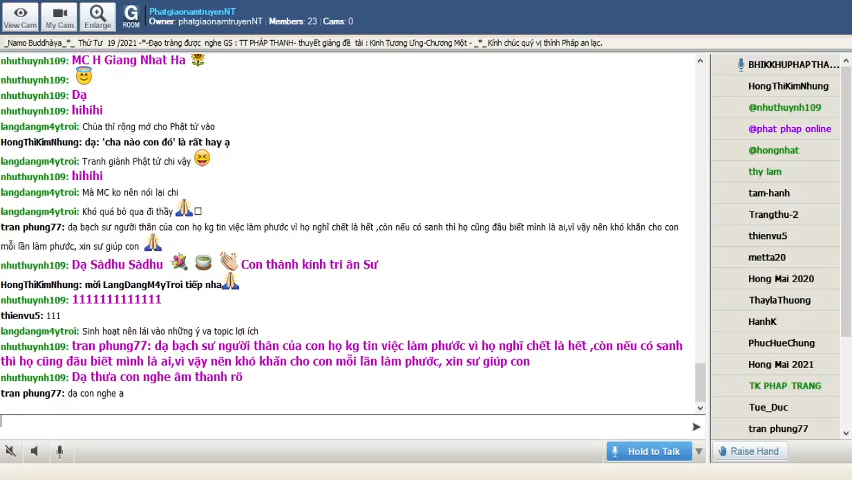 View Cam
My Cam
Enlarge
G
ROOM
PhatgiaonamtruyenNT
Owner: phatgiaonamtruyenNT | Members: 23 | Cams: 0
_Namo Buddhàya_*_ Thứ Tư 19 /2021 -*-Đạo tràng được nghe GS : TT PHÁP THANH- thuyết giảng đề tài : Kinh Tương Ưng-Chương Một - _*_ Kính chúc quý vị thính Pháp an lạc.
nhuthuynh109: MC H Giang Nhat Ha
nhuthuynh109:
nhuthuynh109: Dạ
nhuthuynh109: hihihi
langdangm4ytroi: Chùa thì rộng mở cho Phật tử vào
HongThiKimNhung: dạ: 'cha nào con đó' là rất hay ạ
langdangm4ytroi: Tranh giành Phật tử chi vậy
nhuthuynh109: hihihi
langdangm4ytroi: Mà MC ko nên nói lại chi
langdangm4ytroi: Khó quá bỏ qua đi thầy
tran phung77: dạ bạch sư người thân của con họ kg tin việc làm phước vì họ nghĩ chết là hết ,còn nếu có sanh thì họ cũng đâu biết mình là ai,vì vậy nên khó khăn cho con
mỗi lần làm phước, xin sư giúp con
nhuthuynh109: Dạ Sàdhu Sàdhu Con thành kính tri ân Sư
HongThiKimNhung: mời LangDangM4yTroi tiếp nha
nhuthuynh109: 1111111111111
thienvu5: 111
langdangm4ytroi: Sinh hoạt nên lái vào những ý va topic lợi ích
nhuthuynh109: tran phung77: dạ bạch sư người thân của con họ kg tin việc làm phước vì họ nghĩ chết là hết ,còn nếu có sanh
thì họ cũng đâu biết mình là ai,vì vậy nên khó khăn cho con mỗi lần làm phước, xin sư giúp con
nhuthuynh109: Dạ thưa con nghe âm thanh rõ
tran phung77: dạ con nghe a
Hold to Talk
BHIKKHUPHAPTHA...
HongThiKimNhung
@nhuthuynh109
@phat phap online
@hongnhat
thy lam
tam-hanh
Trangthu-2
thienvu5
metta20
Hong Mai 2020
ThaylaThuong
HanhK
PhucHueChung
Hong Mai 2021
TK PHAP TRANG
Tue_Duc
tran phung77
Raise Hand